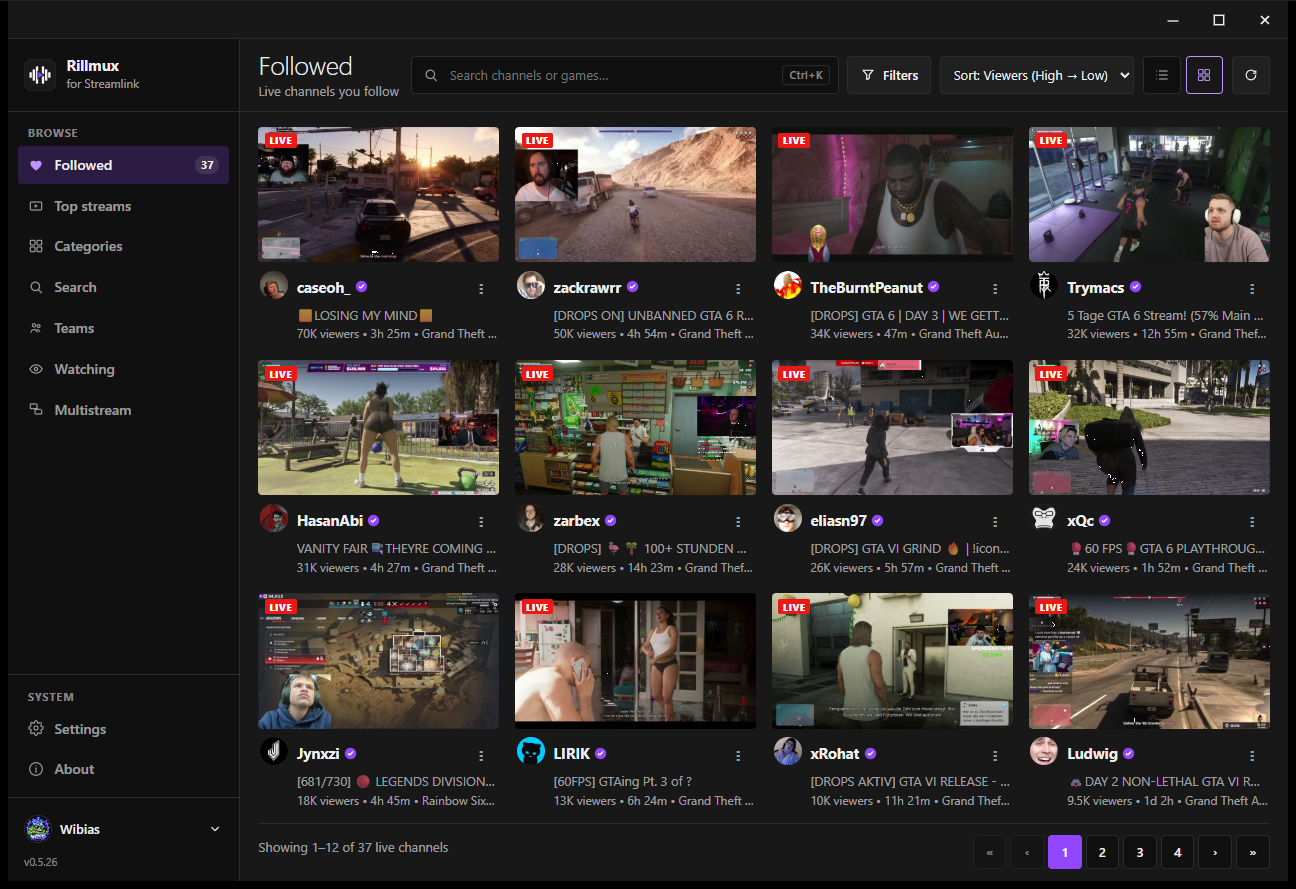 Rillmux
for Streamlink
BROWSE
Followed
37
Top streams
Categories
Search
Teams
Watching
Multistream
SYSTEM
Settings
About
Wibias
v0.5.26
Followed
Live channels you follow
Search channels or games...
Ctrl+K
Filters
Sort: Viewers (High → Low)
LIVE
caseoh_
🟫LOSING MY MIND🟫
70K viewers • 3h 25m • Grand Theft ...
LIVE
zackrawrr
[DROPS ON] UNBANNED GTA 6 R...
50K viewers • 4h 54m • Grand Theft ...
LIVE
TheBurntPeanut
[DROPS] GTA 6 | DAY 3 | WE GETT...
34K viewers • 47m • Grand Theft Au...
LIVE
Trymacs
5 Tage GTA 6 Stream! (57% Main ...
32K viewers • 12h 55m • Grand Thef...
LIVE
HasanAbi
VANITY FAIR THEYRE COMING ...
31K viewers • 4h 27m • Grand Theft ...
LIVE
zarbex
[DROPS] 🦩 🌴 100+ STUNDEN ...
28K viewers • 14h 23m • Grand Thef...
LIVE
eliasn97
[DROPS] GTA VI GRIND 🔥 | !icon...
26K viewers • 5h 57m • Grand Theft ...
LIVE
xQc
🥊60 FPS🥊GTA 6 PLAYTHROUG...
24K viewers • 1h 52m • Grand Theft ...
LIVE
Jynxzi
[681/730] 🔴 LEGENDS DIVISION...
18K viewers • 4h 45m • Rainbow Six...
LIVE
LIRIK
[60FPS] GTAing Pt. 3 of ?
13K viewers • 6h 24m • Grand Theft ...
LIVE
xRohat
[DROPS AKTIV] GTA VI RELEASE - ...
10K viewers • 11h 21m • Grand Thef...
LIVE
Ludwig
🎮 DAY 2 NON-LETHAL GTA VI R...
9.5K viewers • 1d 2h • Grand Theft A...
Showing 1–12 of 37 live channels
« ‹ 1 2 3 4 › »